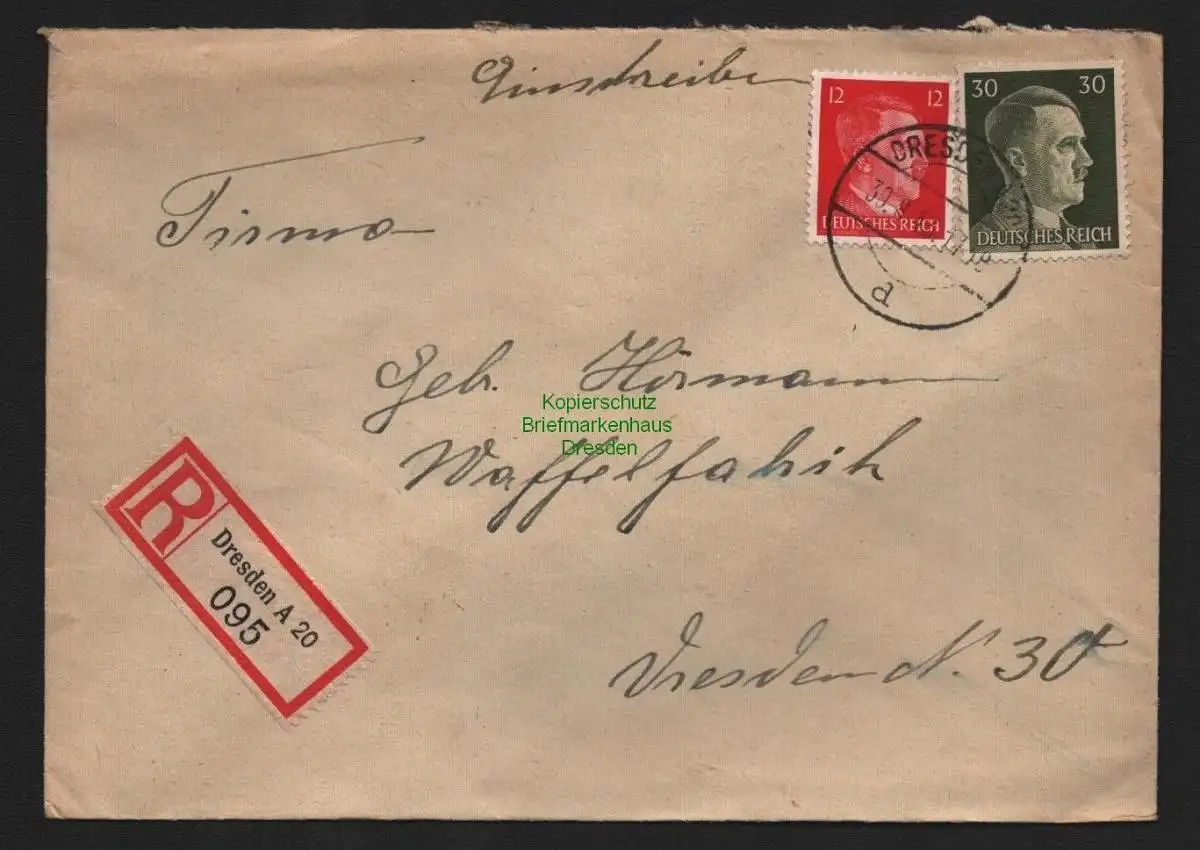 Einschreiben
12 12
DEUTSCHES REICH
30 30
DEUTSCHES REICH
DRESDEN
d
Firma
Gebr. Hörmann
Kopierschutz
Briefmarkenhaus
Dresden
Waffelfabrik
R
Dresden A 20
095
Dresden N. 30